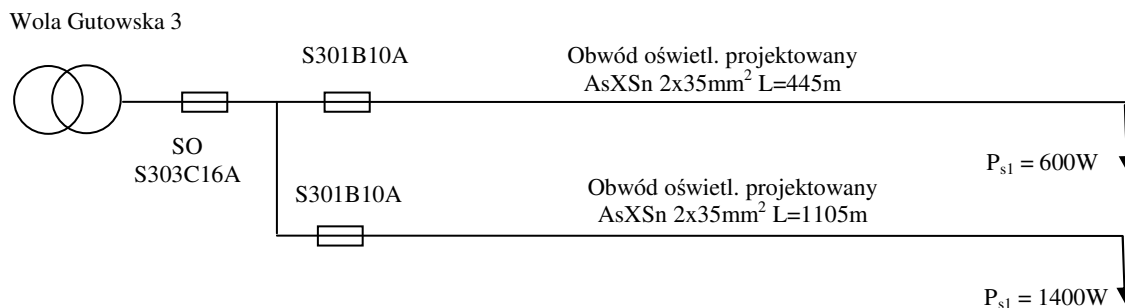 Wola Gutowska 3
S301B10A
Obwód oświetl. projektowany
AsXSn 2x35mm² L=445m
SO
S303C16A
Pₛ₁ = 600W
S301B10A
Obwód oświetl. projektowany
AsXSn 2x35mm² L=1105m
Pₛ₁ = 1400W